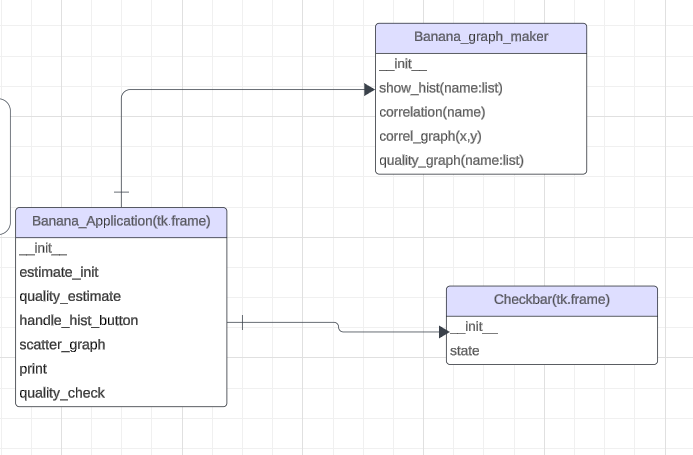 Banana_graph_maker
__init__
show_hist(name:list)
correlation(name)
correl_graph(x,y)
quality_graph(name:list)
Banana_Application(tk.frame)
__init__
estimate_init
quality_estimate
handle_hist_button
scatter_graph
print
quality_check
Checkbar(tk.frame)
__init__
state